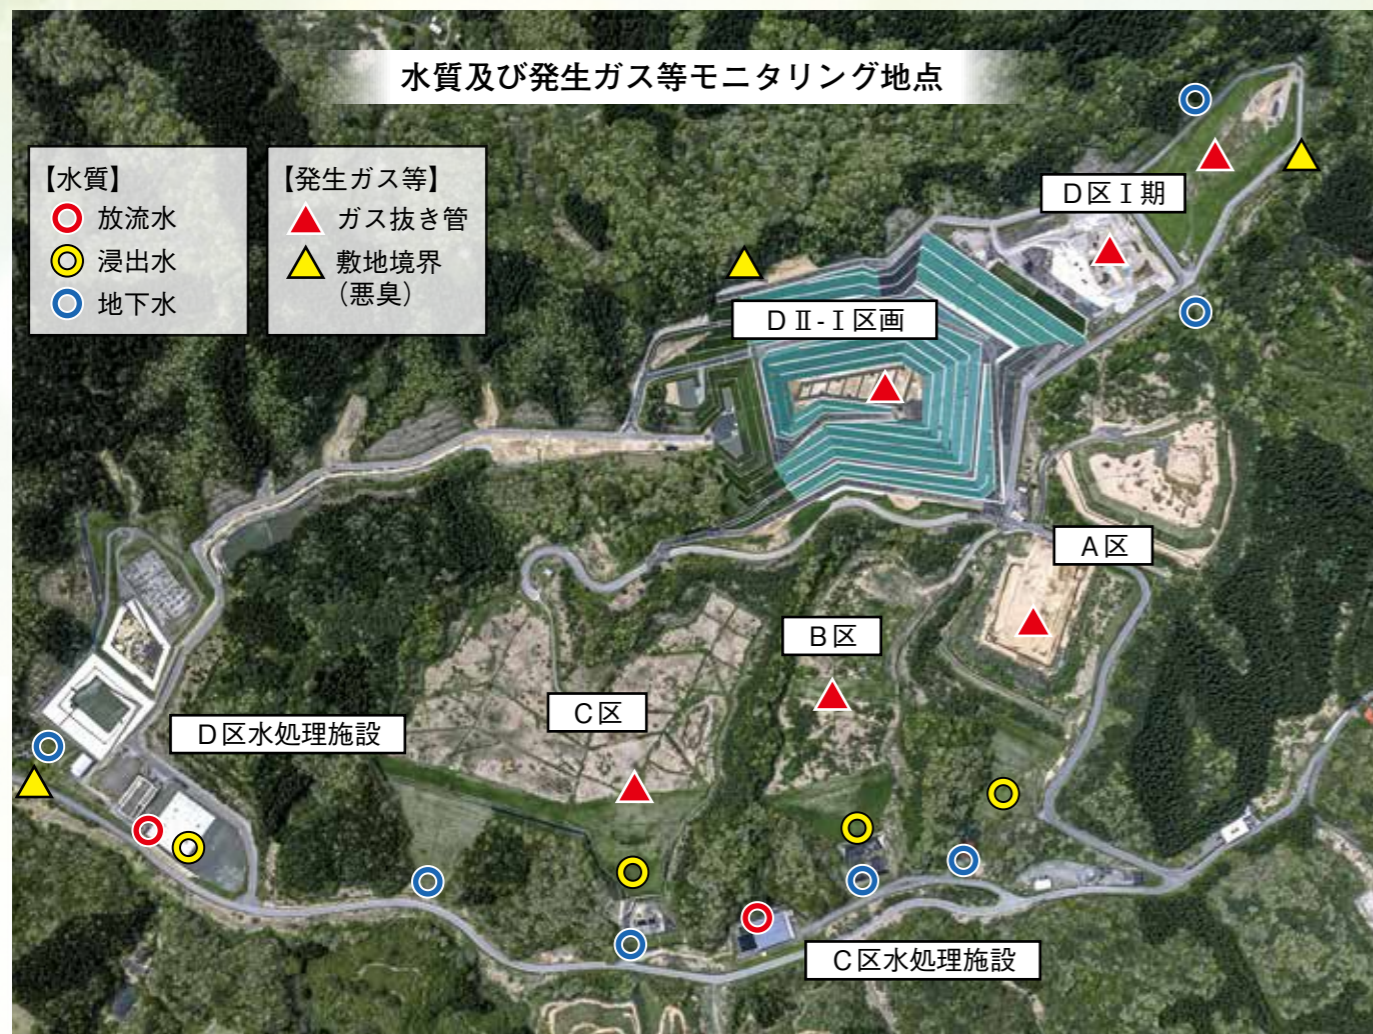 水質及び発生ガス等モニタリング地点
【水質】
放流水
浸出水
地下水
【発生ガス等】
ガス抜き管
敷地境界
(悪臭)
D区Ⅰ期
DⅡ-Ⅰ区画
A区
B区
C区
D区水処理施設
C区水処理施設